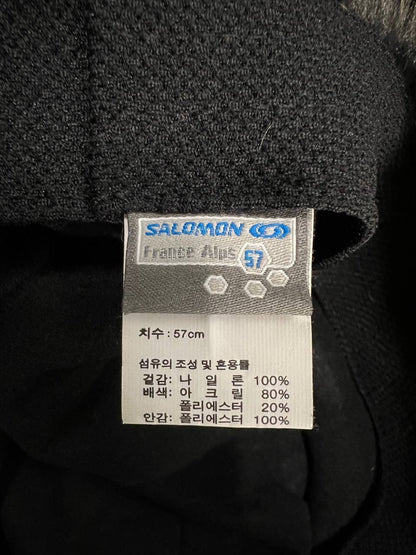 SALOMON
France Alps 57
치수 : 57cm
섬유의 조성 및 혼용률
겉감: 나 일 론 100%
배색: 아 크 릴 80%
폴리에스터 20%
안감: 폴리에스터 100%